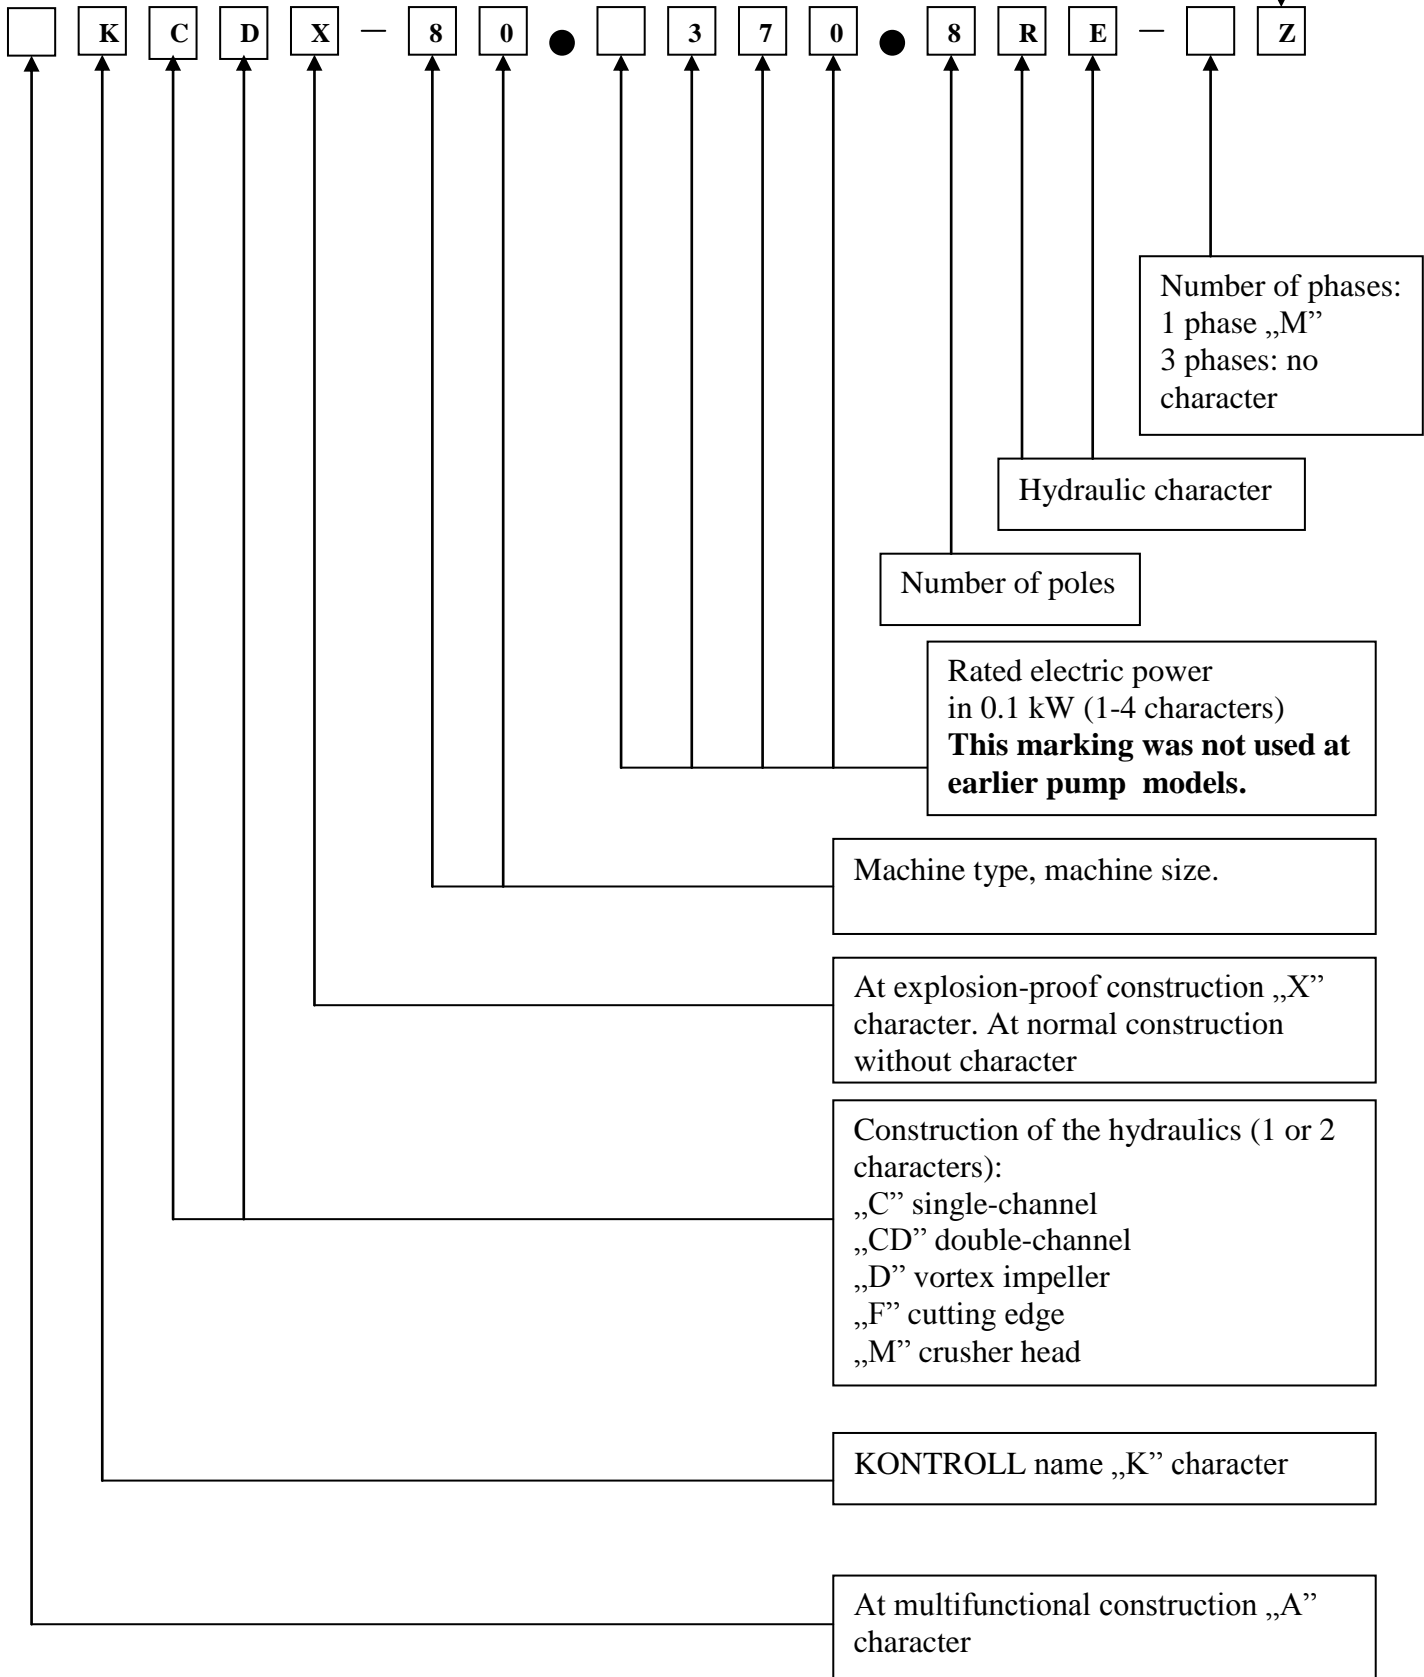 K C D X – 8 0 ● 3 7 0 ● 8 R E – Z
Number of phases:
1 phase „M”
3 phases: no
character
Hydraulic character
Number of poles
Rated electric power
in 0.1 kW (1-4 characters)
This marking was not used at
earlier pump models.
Machine type, machine size.
At explosion-proof construction „X”
character. At normal construction
without character
Construction of the hydraulics (1 or 2
characters):
„C” single-channel
„CD” double-channel
„D” vortex impeller
„F” cutting edge
„M” crusher head
KONTROLL name „K” character
At multifunctional construction „A”
character